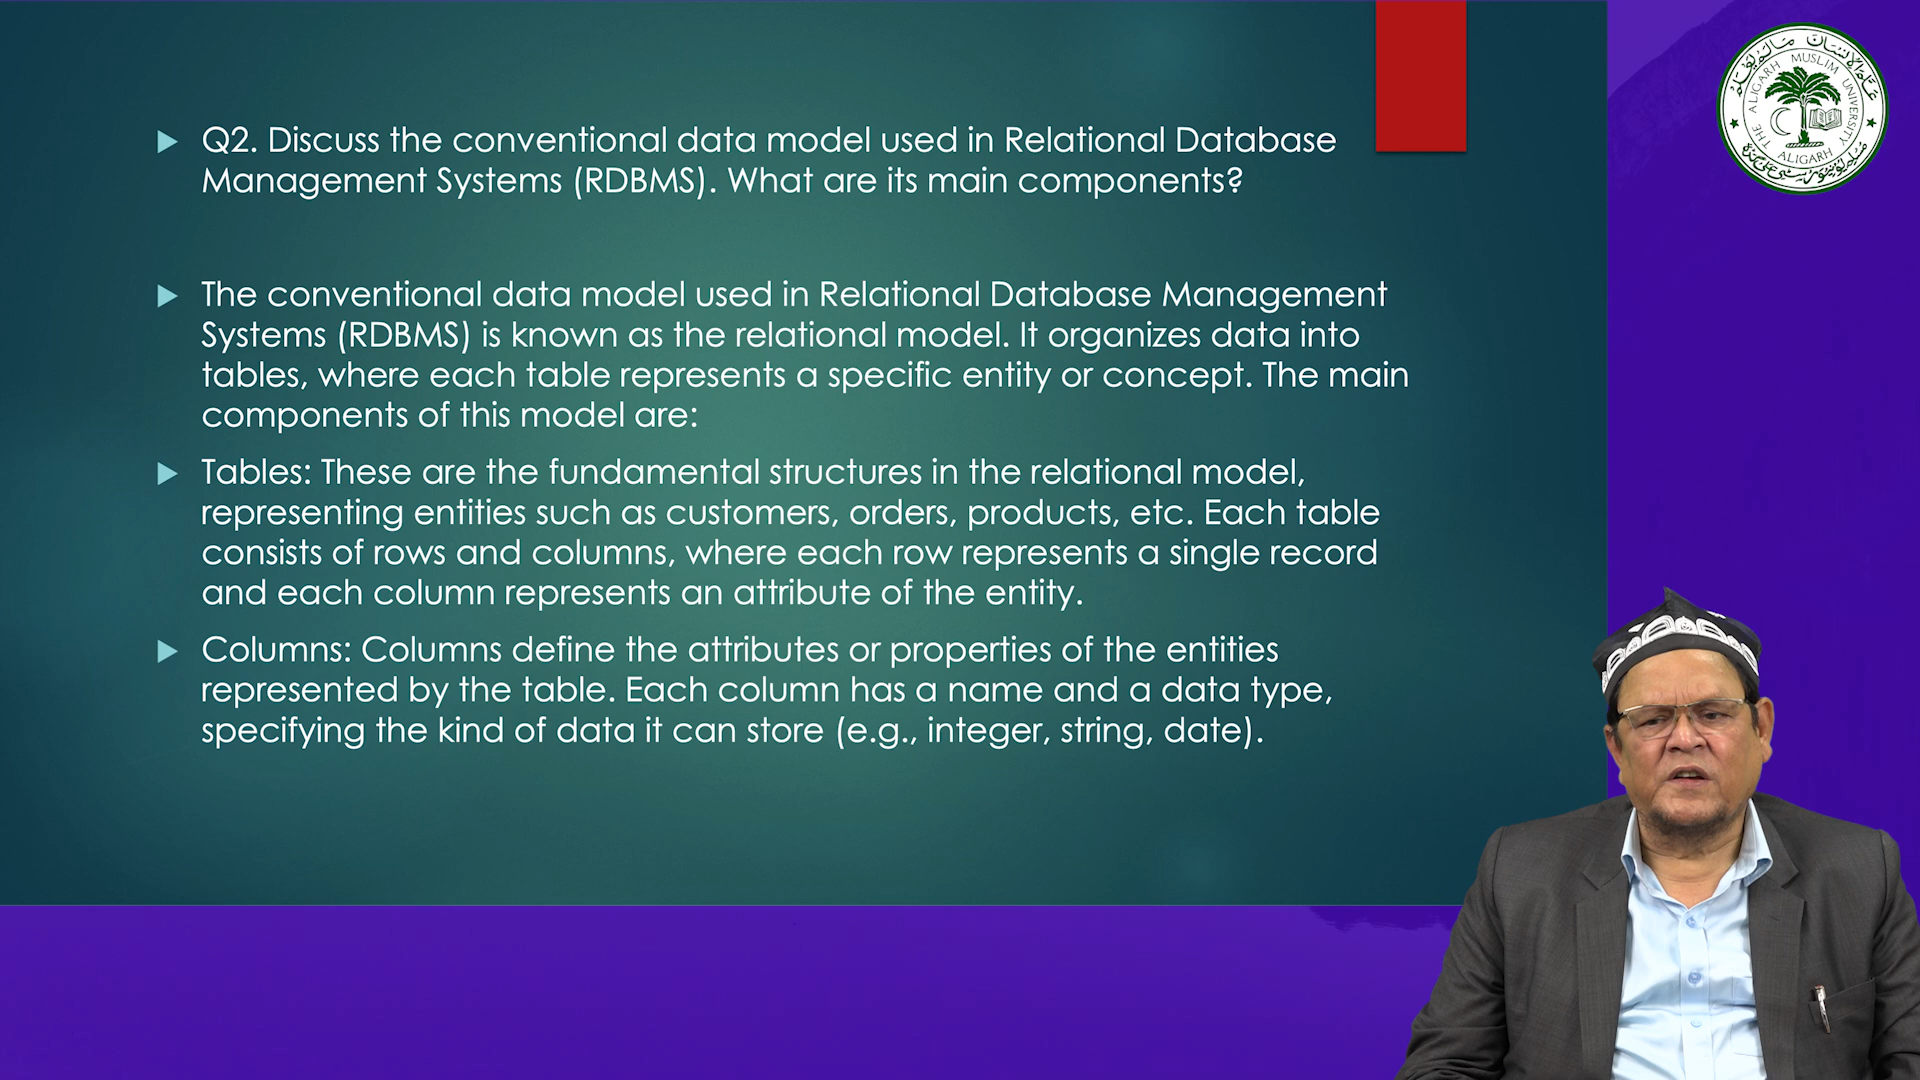 Q2. Discuss the conventional data model used in Relational Database
Management Systems (RDBMS). What are its main components?
The conventional data model used in Relational Database Management
Systems (RDBMS) is known as the relational model. It organizes data into
tables, where each table represents a specific entity or concept. The main
components of this model are:
Tables: These are the fundamental structures in the relational model,
representing entities such as customers, orders, products, etc. Each table
consists of rows and columns, where each row represents a single record
and each column represents an attribute of the entity.
Columns: Columns define the attributes or properties of the entities
represented by the table. Each column has a name and a data type,
specifying the kind of data it can store (e.g., integer, string, date).
THE ALIGARH MUSLIM UNIVERSITY
ALIGARH